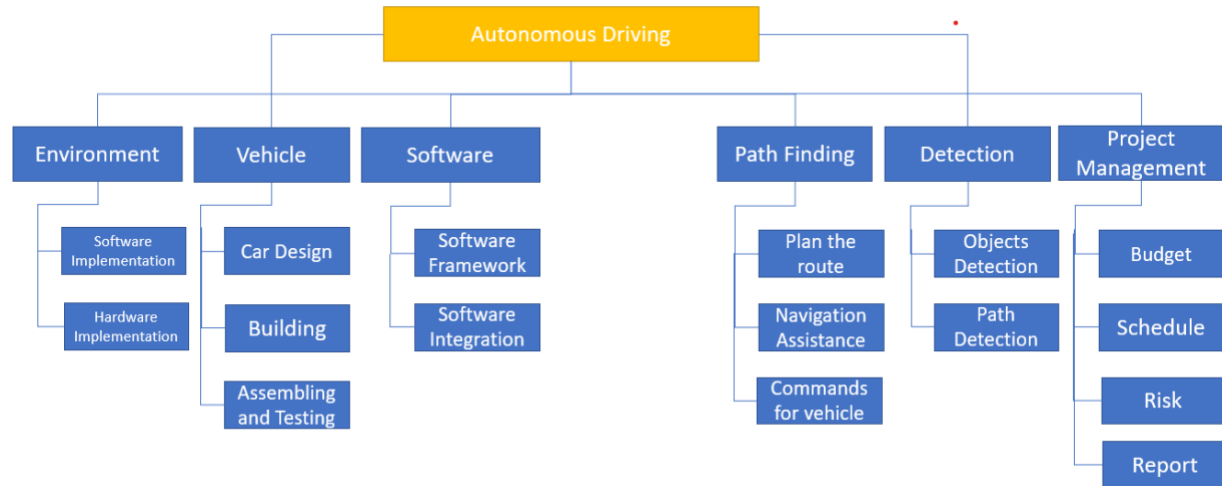 Autonomous Driving
Environment
Vehicle
Software
Path Finding
Detection
Project
Management
Software
Implementation
Hardware
Implementation
Car Design
Building
Assembling
and Testing
Software
Framework
Software
Integration
Plan the
route
Navigation
Assistance
Commands
for vehicle
Objects
Detection
Path
Detection
Budget
Schedule
Risk
Report